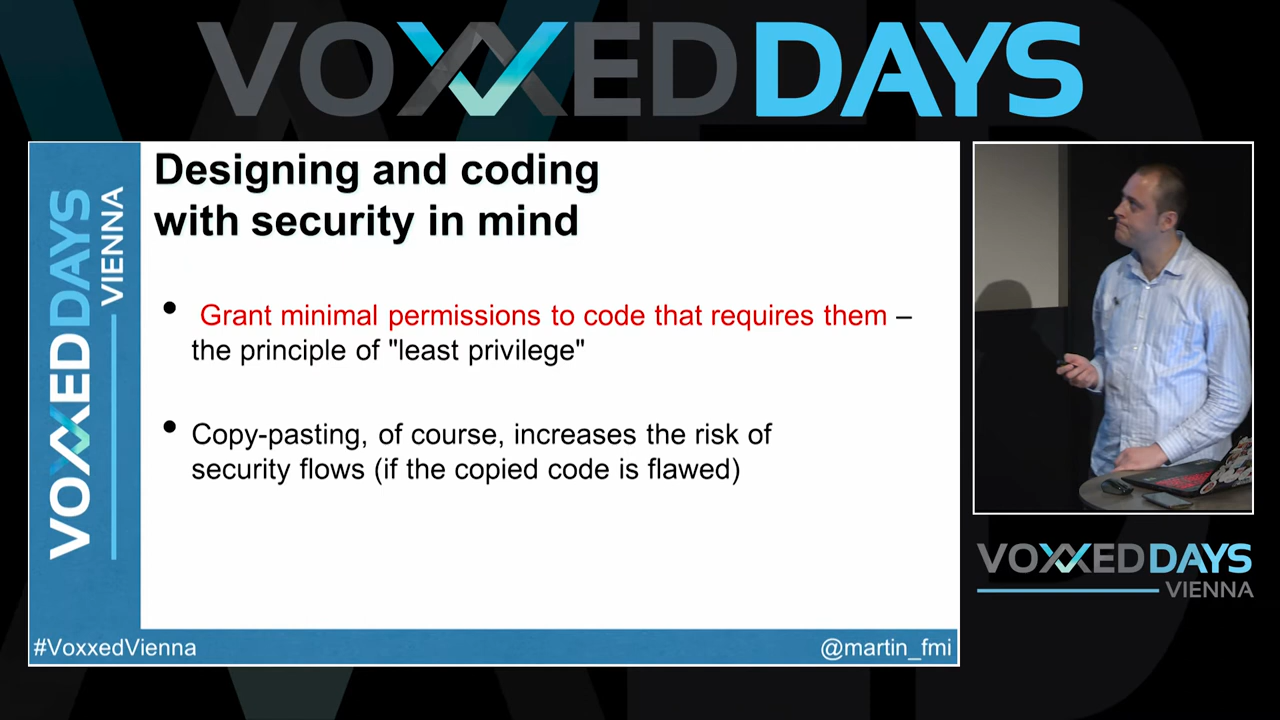 VOXXED DAYS
VOXXED DAYS
VIENNA
Designing and coding
with security in mind
• Grant minimal permissions to code that requires them –
the principle of "least privilege"
• Copy-pasting, of course, increases the risk of
security flows (if the copied code is flawed)
#VoxxedVienna
@martin_fmi
VOXXED DAYS
VIENNA